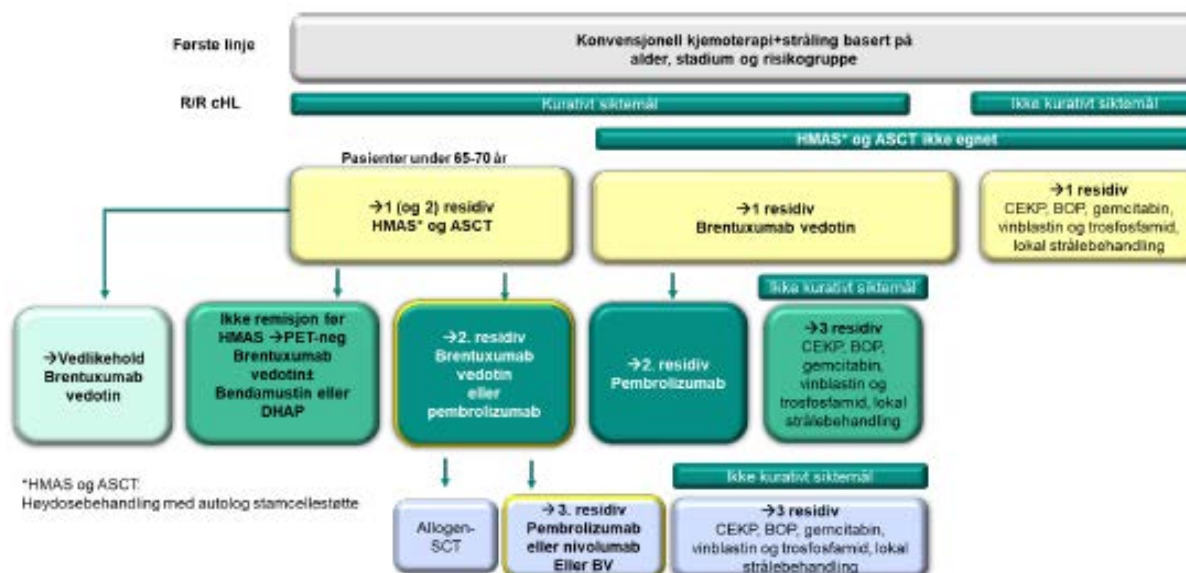 Første linje
Konvensjonell kjemoterapi+stråling basert på
alder, stadium og risikogruppe
R/R cHL
Kurativt siktemål
Ikke kurativt siktemål
HMAS* og ASCT ikke egnet
Pasienter under 65-70 år
→1 (og 2) residiv
HMAS* og ASCT
→1 residiv
Brentuxumab vedotin
→1 residiv
CEKP, BOP, gemcitabin,
vinblastin og trosfosfamid,
lokal strålebehandling
→Vedlikehold
Brentuxumab
vedotin
Ikke remisjon før
HMAS →PET-neg
Brentuxumab
vedotin±
Bendamustin eller
DHAP
→2. residiv
Brentuxumab
vedotin
eller
pembrolizumab
→2. residiv
Pembrolizumab
Ikke kurativt siktemål
→3 residiv
CEKP, BOP,
gemcitabin,
vinblastin og
trosfosfamid, lokal
strålebehandling
*HMAS og ASCT:
Høydosebehandling med autolog stamcellestøtte
Allogen-
SCT
→3. residiv
Pembrolizumab
eller nivolumab
Eller BV
Ikke kurativt siktemål
→3 residiv
CEKP, BOP, gemcitabin,
vinblastin og trosfosfamid, lokal
strålebehandling